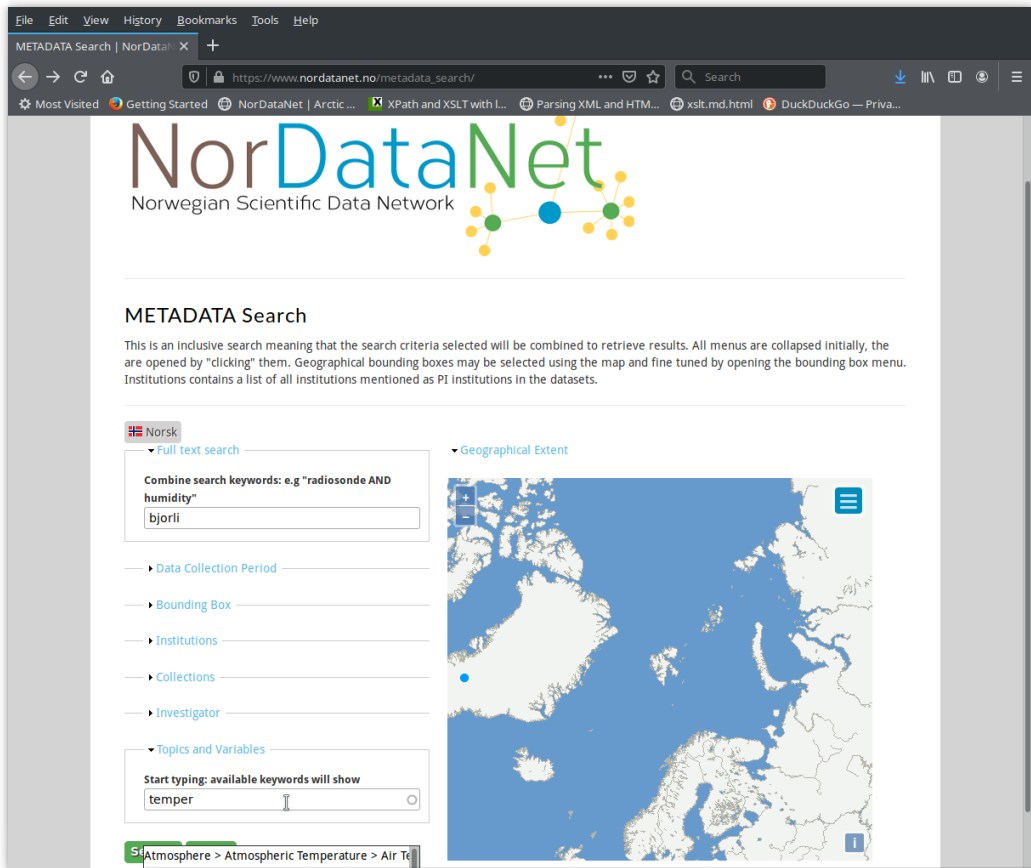 File Edit View History Bookmarks Tools Help
METADATA Search | NorDataN
https://www.nordatanet.no/metadata_search/ Search
Most Visited Getting Started NorDataNet | Arctic ... XPath and XSLT with l... Parsing XML and HTM... xslt.md.html DuckDuckGo — Priva...
NorDataNet
Norwegian Scientific Data Network
METADATA Search
This is an inclusive search meaning that the search criteria selected will be combined to retrieve results. All menus are collapsed initially, the
are opened by "clicking" them. Geographical bounding boxes may be selected using the map and fine tuned by opening the bounding box menu.
Institutions contains a list of all institutions mentioned as PI institutions in the datasets.
Norsk
Full text search
Combine search keywords: e.g "radiosonde AND
humidity"
bjorli
Data Collection Period
Bounding Box
Institutions
Collections
Investigator
Topics and Variables
Start typing: available keywords will show
temper
Atmosphere > Atmospheric Temperature > Air Te
Geographical Extent
+
−
i